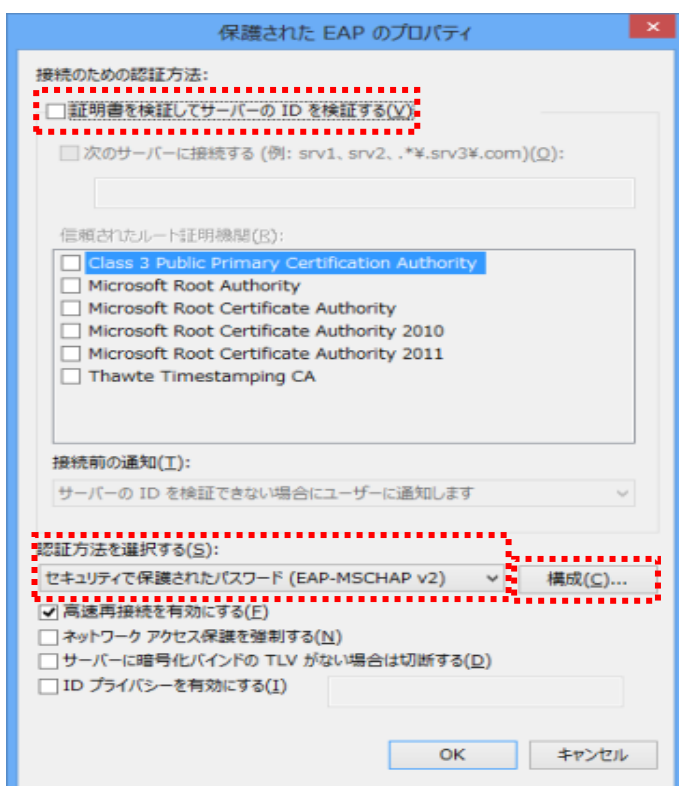 保護された EAP のプロパティ
接続のための認証方法:
証明書を検証してサーバーの ID を検証する(V)
次のサーバーに接続する (例: srv1、srv2、.*¥.srv3¥.com)(O):
信頼されたルート証明機関(R):
Class 3 Public Primary Certification Authority
Microsoft Root Authority
Microsoft Root Certificate Authority
Microsoft Root Certificate Authority 2010
Microsoft Root Certificate Authority 2011
Thawte Timestamping CA
接続前の通知(T):
サーバーの ID を検証できない場合にユーザーに通知します
認証方法を選択する(S):
セキュリティで保護されたパスワード (EAP-MSCHAP v2)
構成(C)...
高速再接続を有効にする(F)
ネットワーク アクセス保護を強制する(N)
サーバーに暗号化バインドの TLV がない場合は切断する(D)
ID プライバシーを有効にする(I)
OK
キャンセル